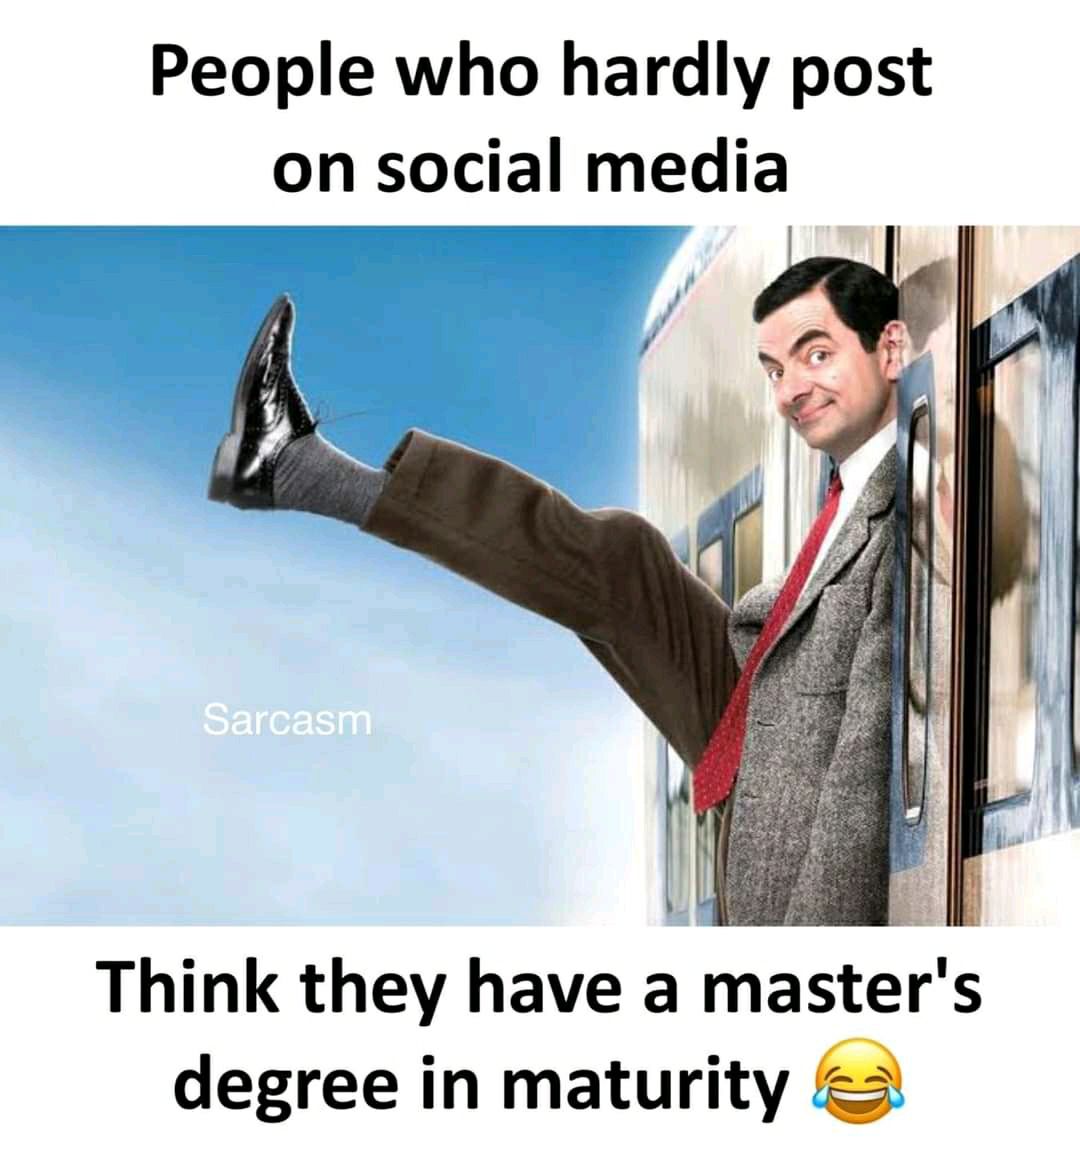 People who hardly post
on social media
Sarcasm
Think they have a master's
degree in maturity 😂